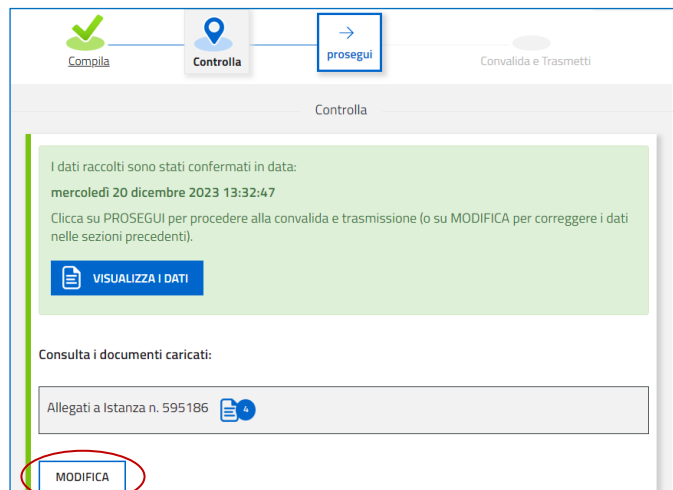 Compila
Controlla
prosegui
Convalida e Trasmetti
Controlla
I dati raccolti sono stati confermati in data:
mercoledì 20 dicembre 2023 13:32:47
Clicca su PROSEGUI per procedere alla convalida e trasmissione (o su MODIFICA per correggere i dati
nelle sezioni precedenti).
VISUALIZZA I DATI
Consulta i documenti caricati:
Allegati a Istanza n. 595186 4
MODIFICA